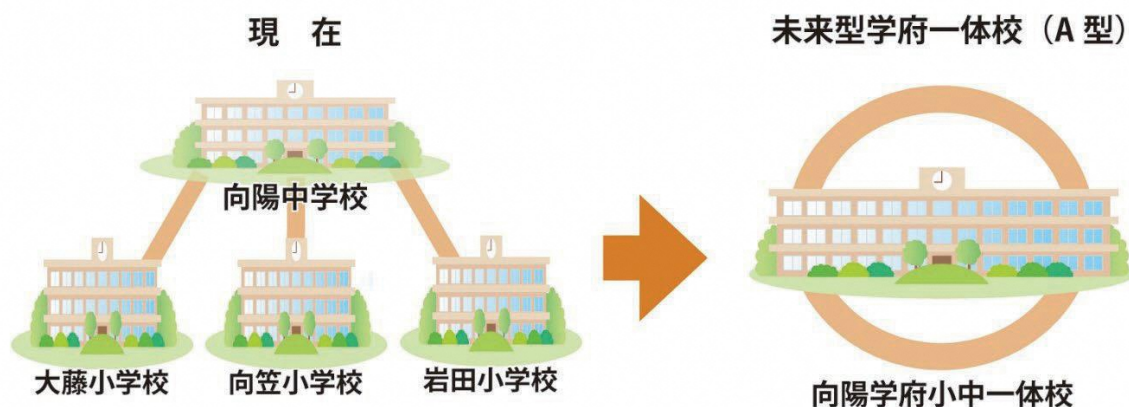 現 在
未来型学府一体校（A 型）
向陽中学校
大藤小学校
向笠小学校
岩田小学校
向陽学府小中一体校